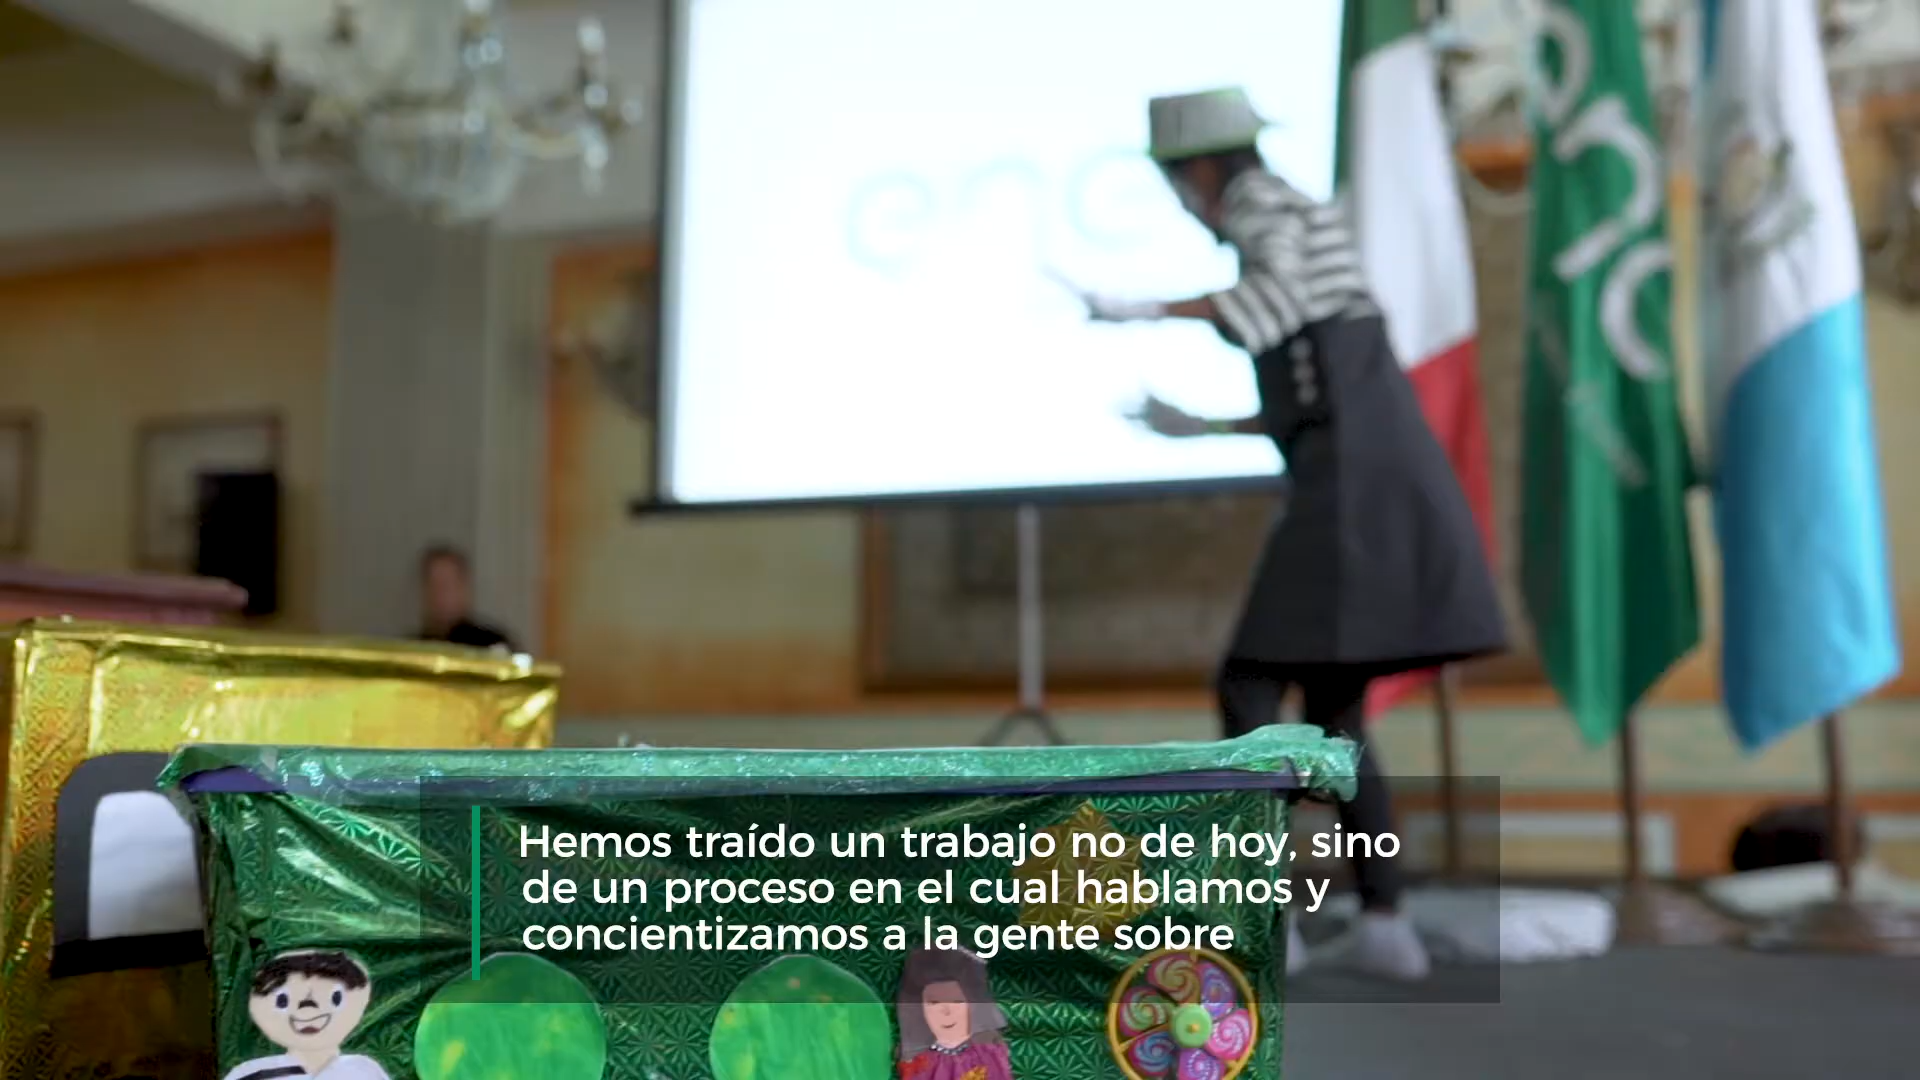 ene
Hemos traído un trabajo no de hoy, sino
de un proceso en el cual hablamos y
concientizamos a la gente sobre